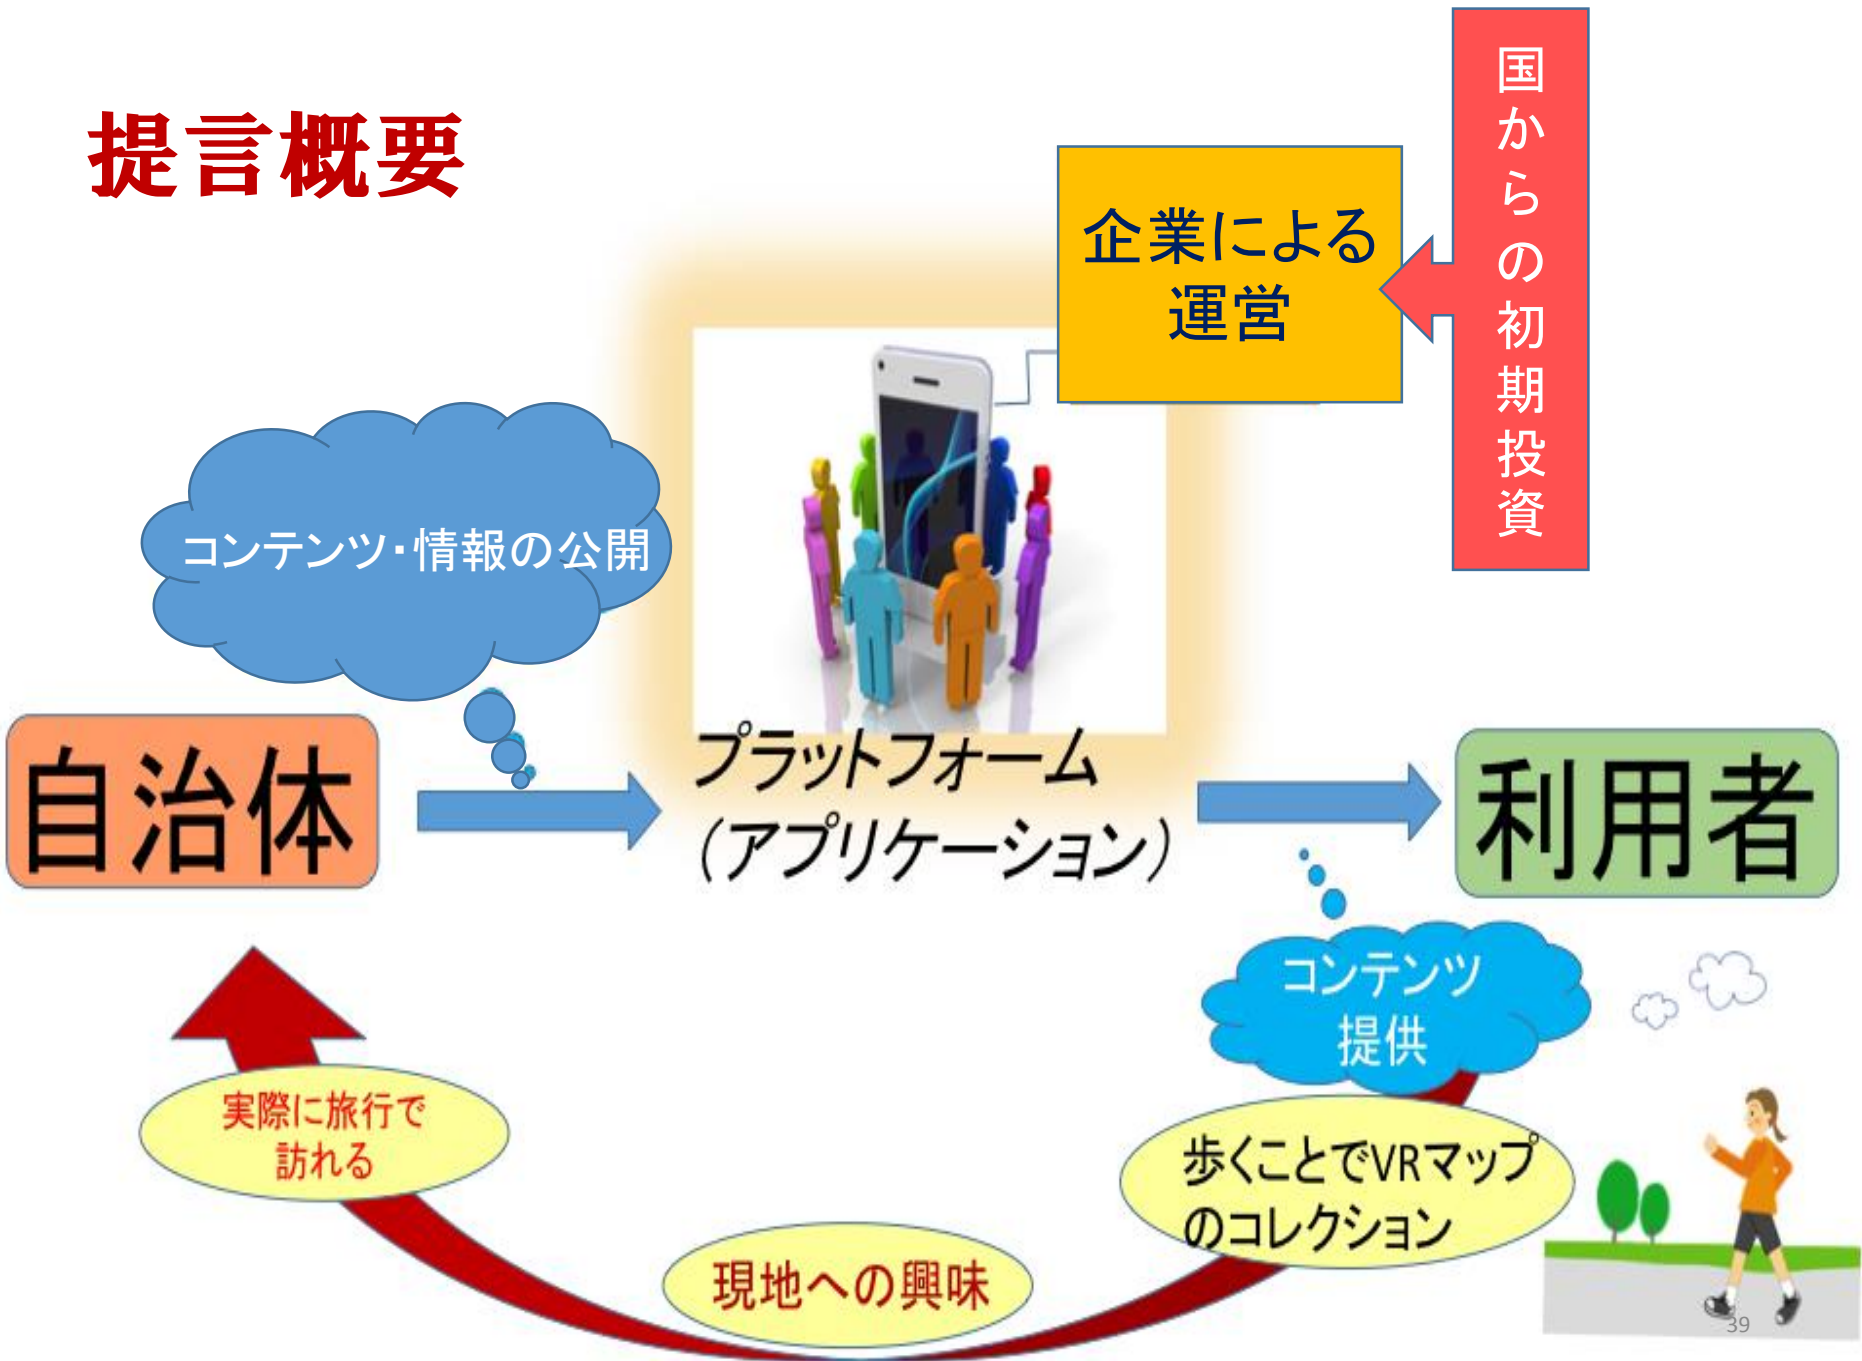 提言概要
国からの初期投資
企業による
運営
コンテンツ・情報の公開
自治体
プラットフォーム
（アプリケーション）
利用者
コンテンツ
提供
歩くことでVRマップ
のコレクション
現地への興味
実際に旅行で
訪れる
39